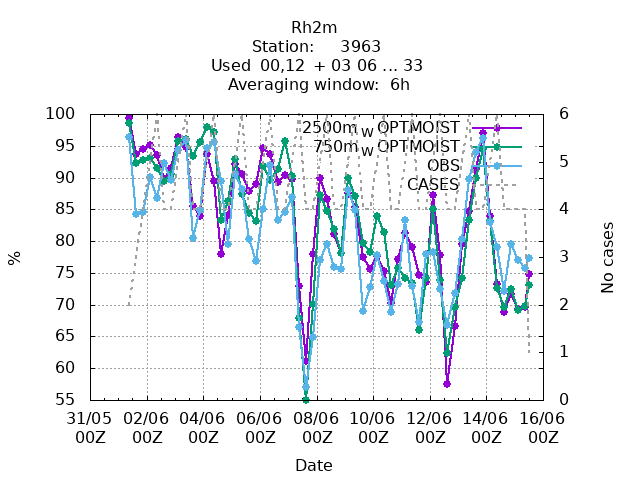 Rh2m
Station: 3963
Used 00,12 + 03 06 ... 33
Averaging window: 6h
100
95
90
85
80
75
70
65
60
55
%
6
5
4
3
2
1
0
No cases
2500m_w OPTMOIST
750m_w OPTMOIST
OBS
CASES
31/05 02/06 04/06 06/06 08/06 10/06 12/06 14/06 16/06
00Z 00Z 00Z 00Z 00Z 00Z 00Z 00Z 00Z
Date